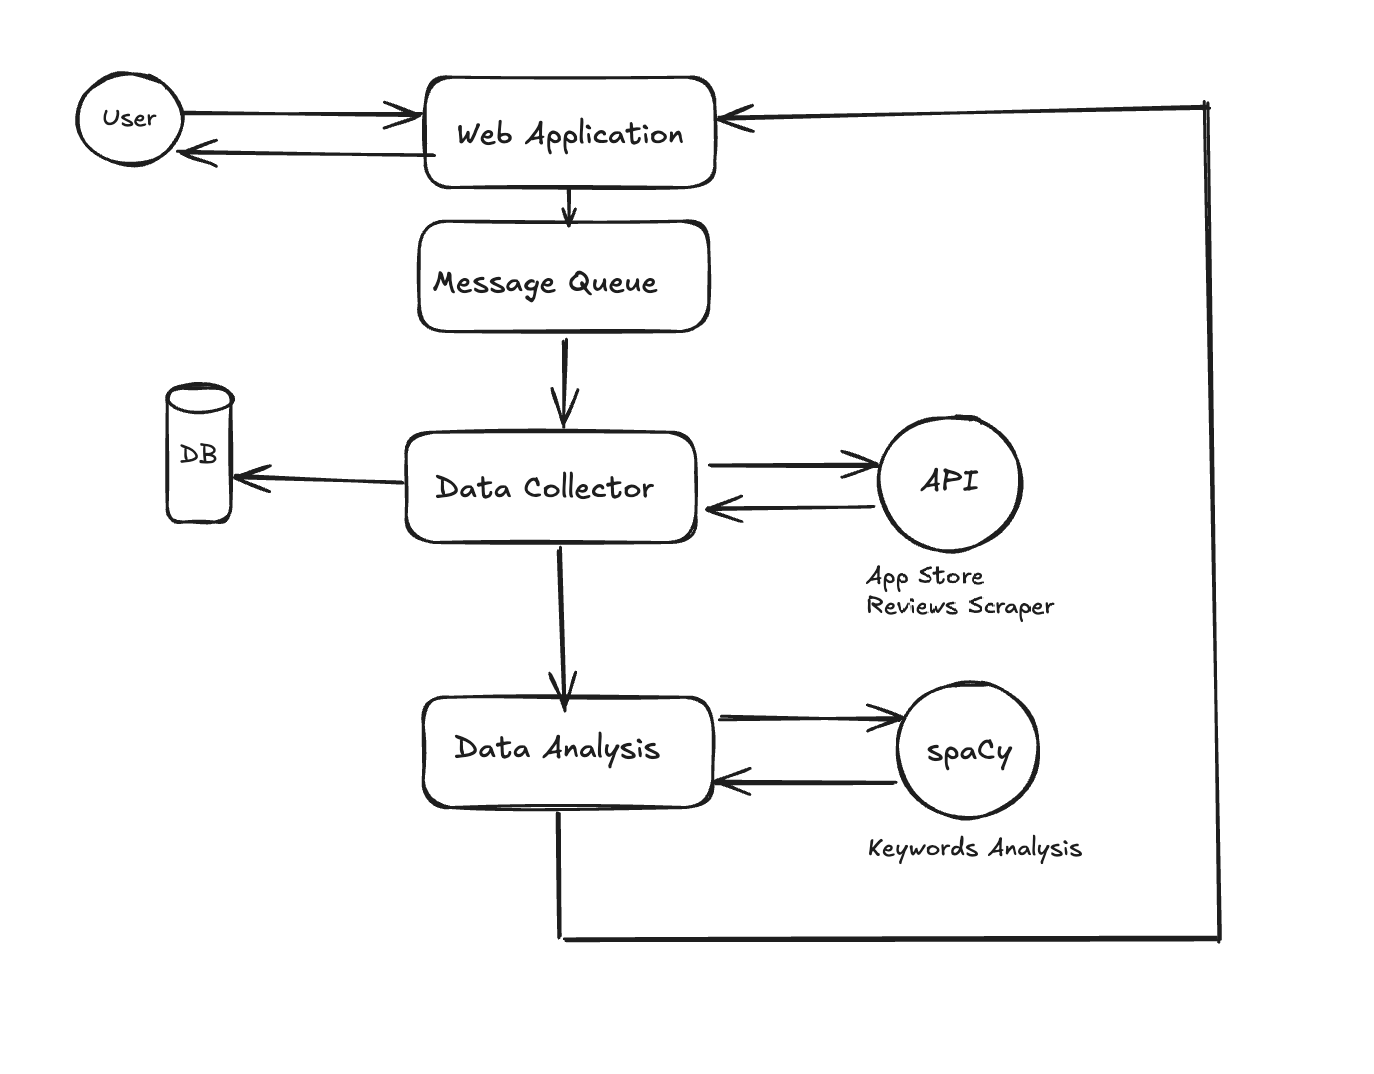 User
Web Application
Message Queue
DB
Data Collector
API
App Store
Reviews Scraper
Data Analysis
spaCy
Keywords Analysis